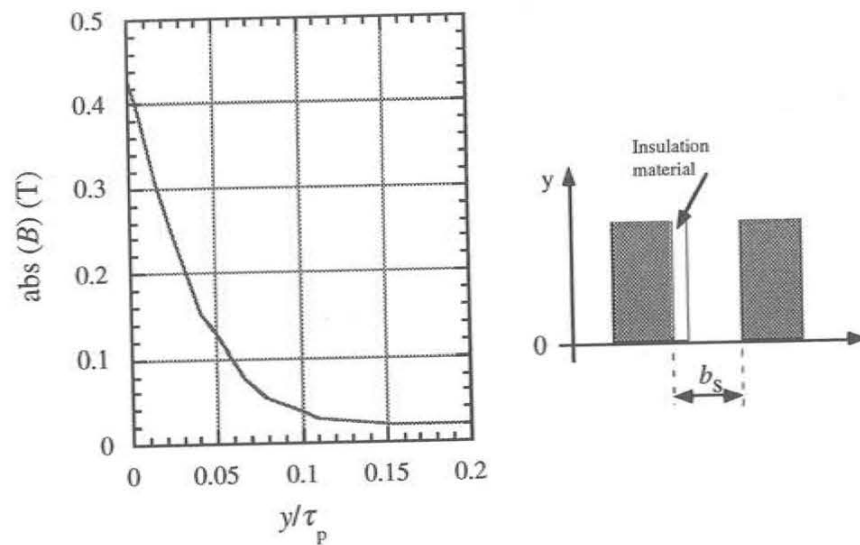 abs (B) (T)
0.5
0.4
0.3
0.2
0.1
0
0 0.05 0.1 0.15 0.2
y/τp
Insulation
material
y
0
bs